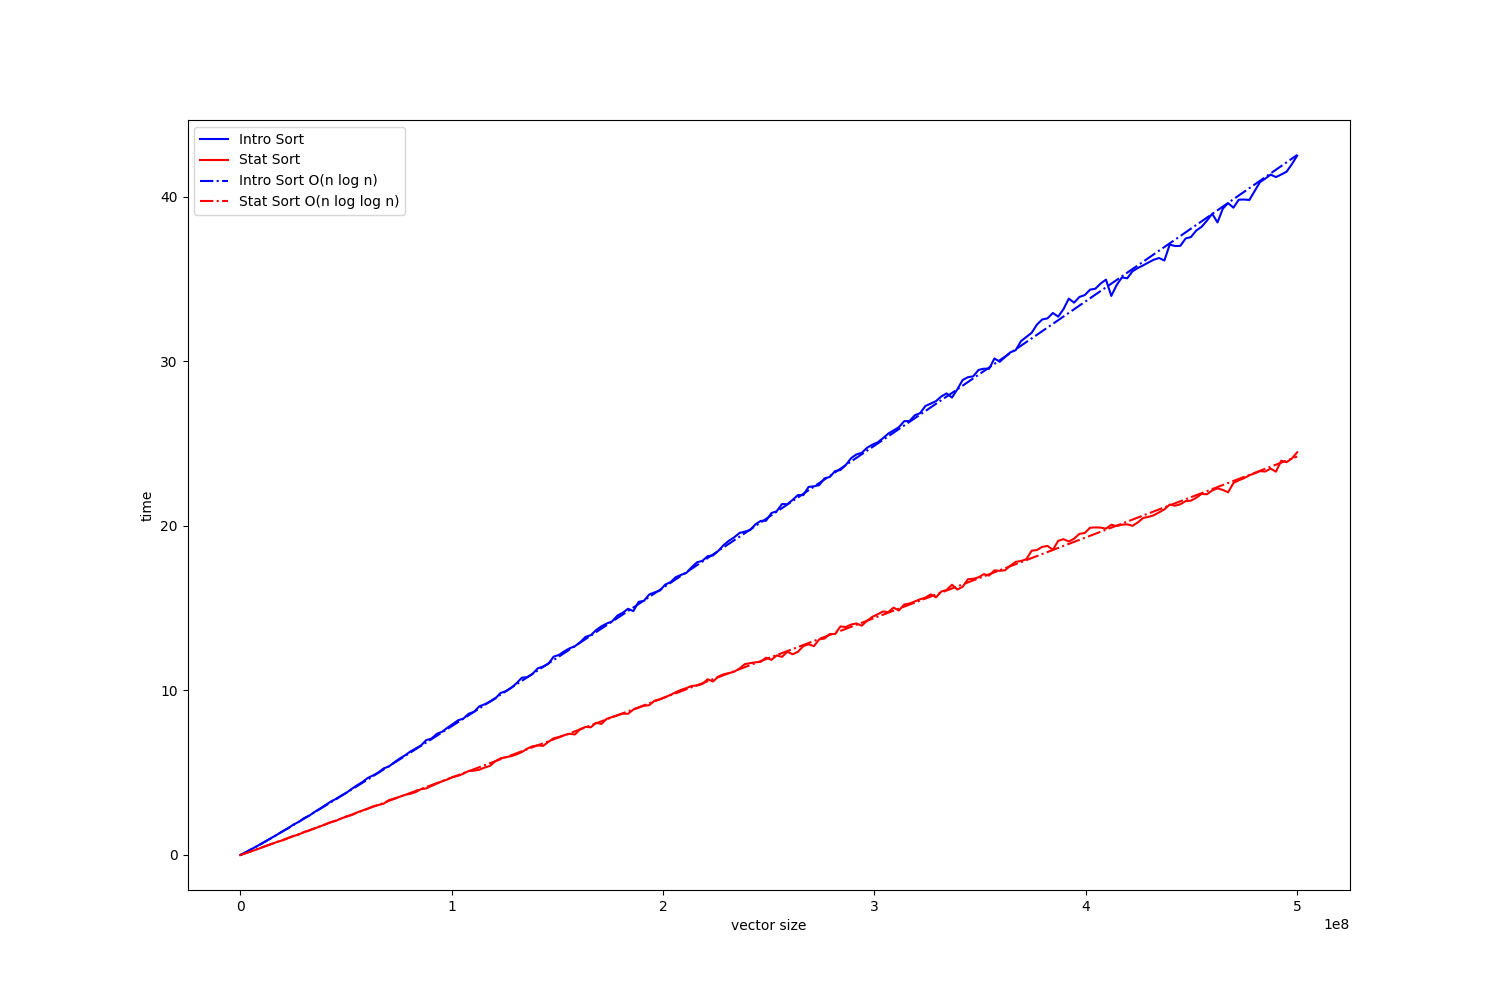 Intro Sort
Stat Sort
Intro Sort O(n log n)
Stat Sort O(n log log n)
40
30
20
10
0
time
0 1 2 3 4 5
1e8
vector size